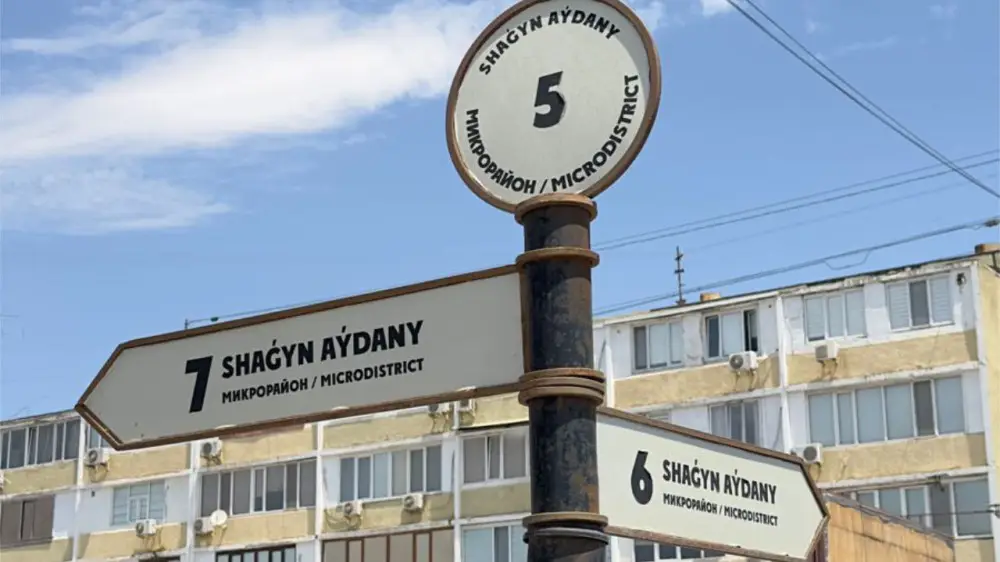 SHAǴYN AÝDANY
5
МИКРОРАЙОН / MICRODISTRICT
7 SHAǴYN AÝDANY
МИКРОРАЙОН / MICRODISTRICT
6 SHAǴYN AÝDANY
МИКРОРАЙОН / MICRODISTRICT